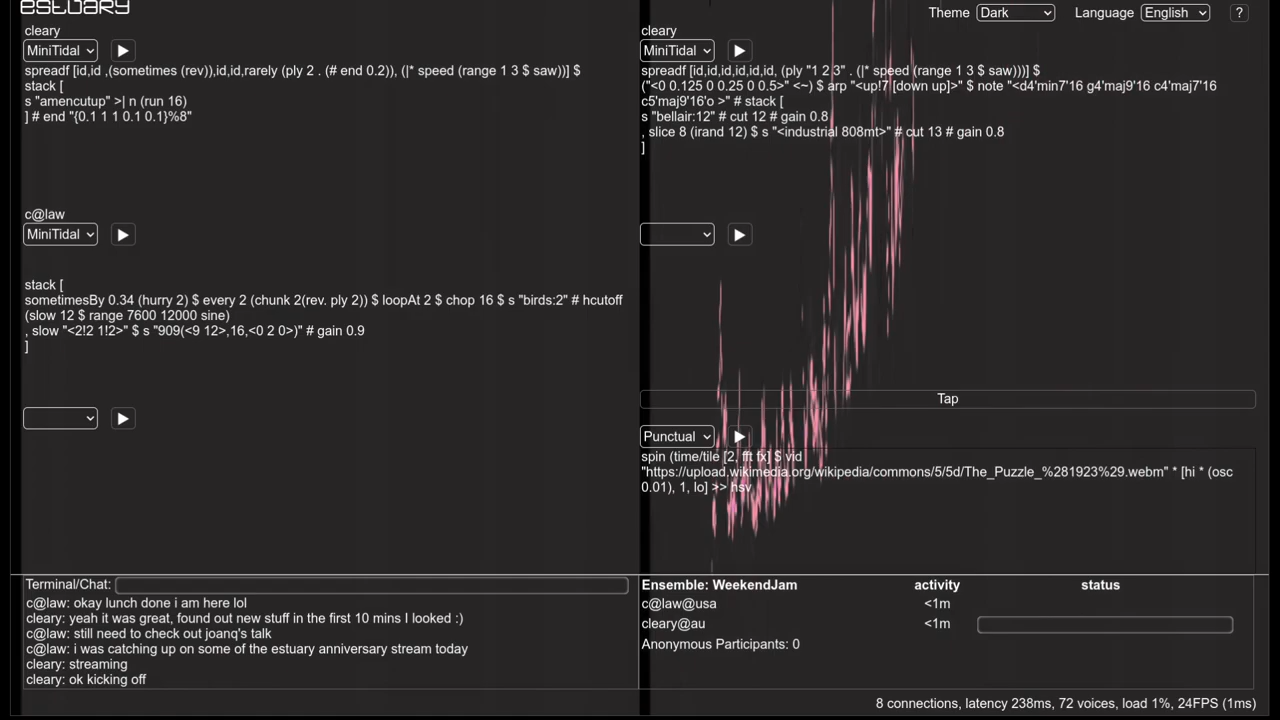 estuary
Theme Dark Language English ?
cleary
MiniTidal
spreadf [id,id ,(sometimes (rev)),id,id,rarely (ply 2 . (# end 0.2)), (|* speed (range 1 3 $ saw))] $
stack [
s "amencutup" >| n (run 16)
] # end "{0.1 1 1 0.1 0.1}%8"
cleary
MiniTidal
spreadf [id,id,id,id,id,id, (ply "1 2 3" . (|* speed (range 1 3 $ saw)))] $
("<0 0.125 0 0.25 0 0.5>" <~) $ arp "<up!7 [down up]>" $ note "<d4'min7'16 g4'maj9'16 c4'maj7'16
c5'maj9'16'o >" # stack [
s "bellair:12" # cut 12 # gain 0.8
, slice 8 (irand 12) $ s "<industrial 808mt>" # cut 13 # gain 0.8
]
c@law
MiniTidal
stack [
sometimesBy 0.34 (hurry 2) $ every 2 (chunk 2(rev. ply 2)) $ loopAt 2 $ chop 16 $ s "birds:2" # hcutoff
(slow 12 $ range 7600 12000 sine)
, slow "<2!2 1!2>" $ s "909(<9 12>,16,<0 2 0>)" # gain 0.9
]
Tap
Punctual
spin (time/tile [2, fft fx] $ vid
"https://upload.wikimedia.org/wikipedia/commons/5/5d/The_Puzzle_%281923%29.webm" * [hi * (osc
0.01), 1, lo] >> hsv
Terminal/Chat:
c@law: okay lunch done i am here lol
cleary: yeah it was great, found out new stuff in the first 10 mins I looked :)
c@law: still need to check out joanq's talk
c@law: i was catching up on some of the estuary anniversary stream today
cleary: streaming
cleary: ok kicking off
Ensemble: WeekendJam activity status
c@law@usa <1m
cleary@au <1m
Anonymous Participants: 0
8 connections, latency 238ms, 72 voices, load 1%, 24FPS (1ms)